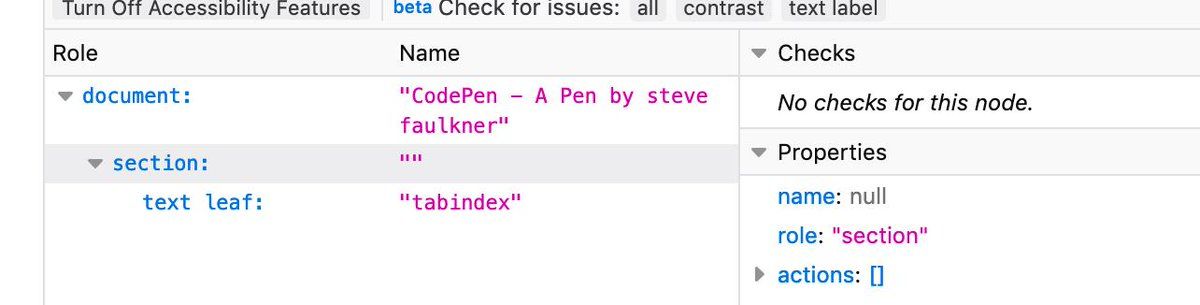 Turn Off Accessibility Features beta Check for issues: all contrast text label
Role Name
document: "CodePen - A Pen by steve
faulkner"
section: ""
text leaf: "tabindex"
Checks
No checks for this node.
Properties
name: null
role: "section"
actions: []